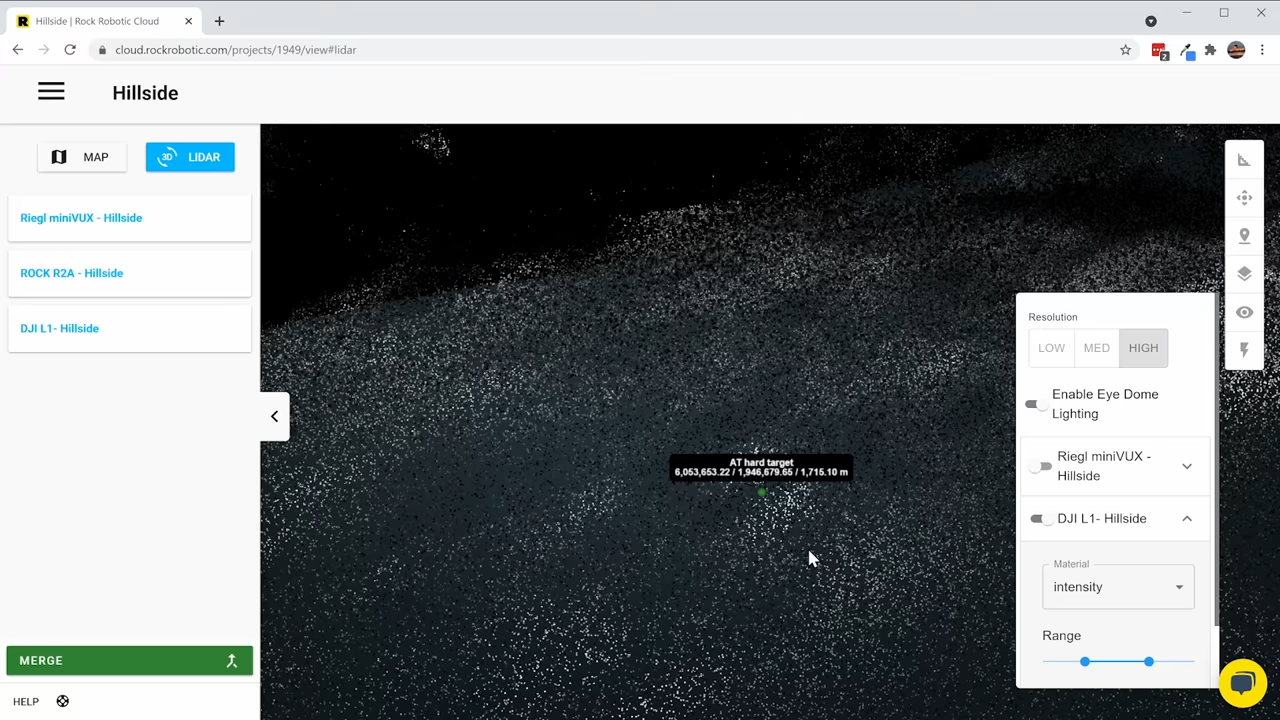 Hillside | Rock Robotic Cloud
cloud.rockrobotic.com/projects/1949/view#lidar
2
Hillside
MAP
3D
LIDAR
Riegl miniVUX - Hillside
ROCK R2A - Hillside
DJI L1- Hillside
AT hard target
6,053,653.22 / 1,946,679.65 / 1,715.10 m
Resolution
LOW
MED
HIGH
Enable Eye Dome
Lighting
Riegl miniVUX -
Hillside
DJI L1- Hillside
Material
intensity
Range
MERGE
HELP